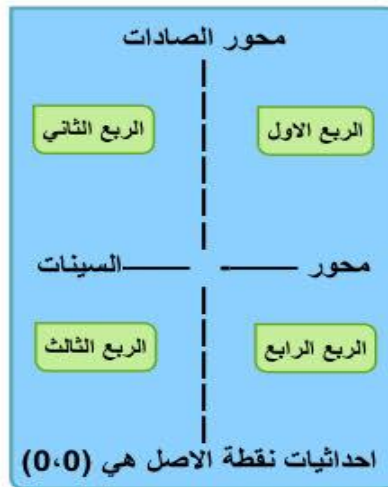 محور الصادات
الربع الاول
الربع الثاني
محور السينات
الربع الرابع
الربع الثالث
احداثيات نقطة الاصل هي (0،0)